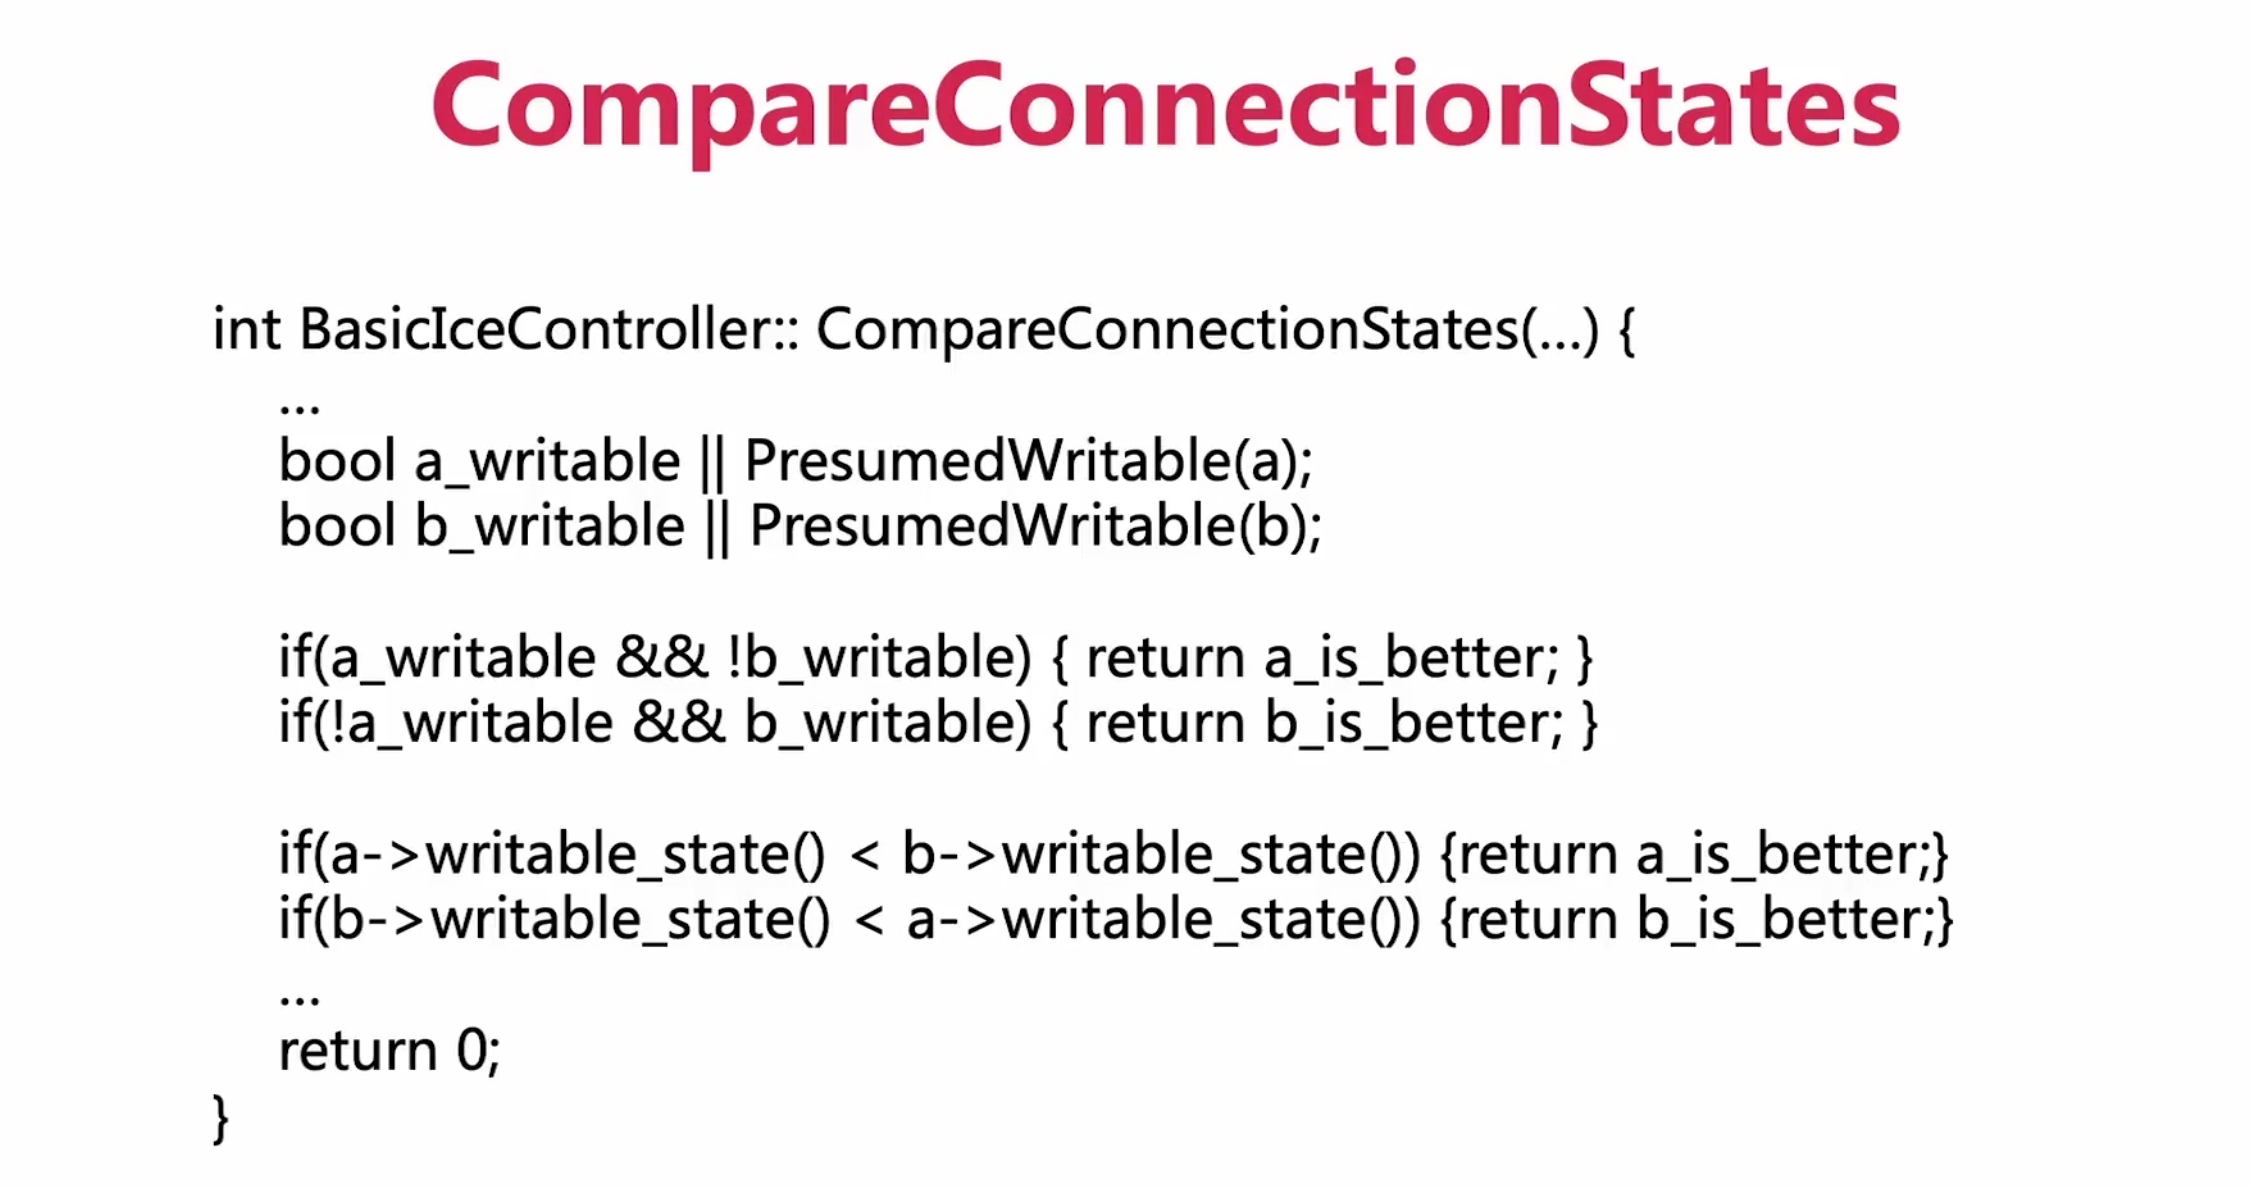 CompareConnectionStates
int BasicIceController:: CompareConnectionStates(...) {
...
bool a_writable || PresumedWritable(a);
bool b_writable || PresumedWritable(b);
if(a_writable && !b_writable) { return a_is_better; }
if(!a_writable && b_writable) { return b_is_better; }
if(a->writable_state() < b->writable_state()) {return a_is_better;}
if(b->writable_state() < a->writable_state()) {return b_is_better;}
...
return 0;
}